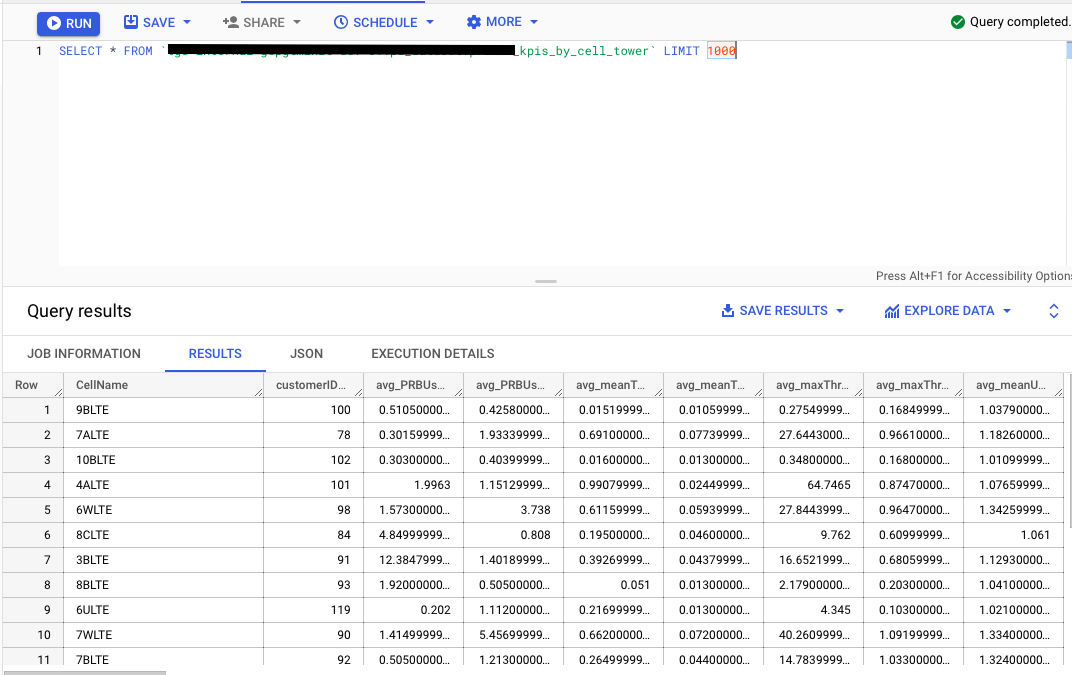 RUN SAVE SHARE SCHEDULE MORE Query completed.
1 SELECT * FROM ` _kpis_by_cell_tower` LIMIT 1000
Press Alt+F1 for Accessibility Options
Query results SAVE RESULTS EXPLORE DATA
JOB INFORMATION RESULTS JSON EXECUTION DETAILS
Row CellName customerID... avg_PRBUs... avg_PRBUs... avg_meanT... avg_meanT... avg_maxThr... avg_maxThr... avg_meanU...
1 9BLTE 100 0.51050000... 0.42580000... 0.01519999... 0.01059999... 0.27549999... 0.16849999... 1.03790000...
2 7ALTE 78 0.30159999... 1.93339999... 0.69100000... 0.07739999... 27.6443000... 0.96610000... 1.18260000...
3 10BLTE 102 0.30300000... 0.40399999... 0.01600000... 0.01300000... 0.34800000... 0.16800000... 1.01099999...
4 4ALTE 101 1.9963 1.15129999... 0.99079999... 0.02449999... 64.7465 0.87470000... 1.07659999...
5 6WLTE 98 1.57300000... 3.738 0.61159999... 0.05939999... 27.8443999... 0.96470000... 1.34259999...
6 8CLTE 84 4.84999999... 0.808 0.19500000... 0.04600000... 9.762 0.60999999... 1.061
7 3BLTE 91 12.3847999... 1.40189999... 0.39269999... 0.04379999... 16.6521999... 0.68059999... 1.12930000...
8 8BLTE 93 1.92000000... 0.50500000... 0.051 0.01300000... 2.17900000... 0.20300000... 1.04100000...
9 6ULTE 119 0.202 1.11200000... 0.21699999... 0.01300000... 4.345 0.10300000... 1.02100000...
10 7WLTE 90 1.41499999... 5.45699999... 0.66200000... 0.07200000... 40.2609999... 1.09199999... 1.33400000...
11 7BLTE 92 0.50500000... 1.21300000... 0.26499999... 0.04400000... 14.7839999... 1.03300000... 1.32400000...